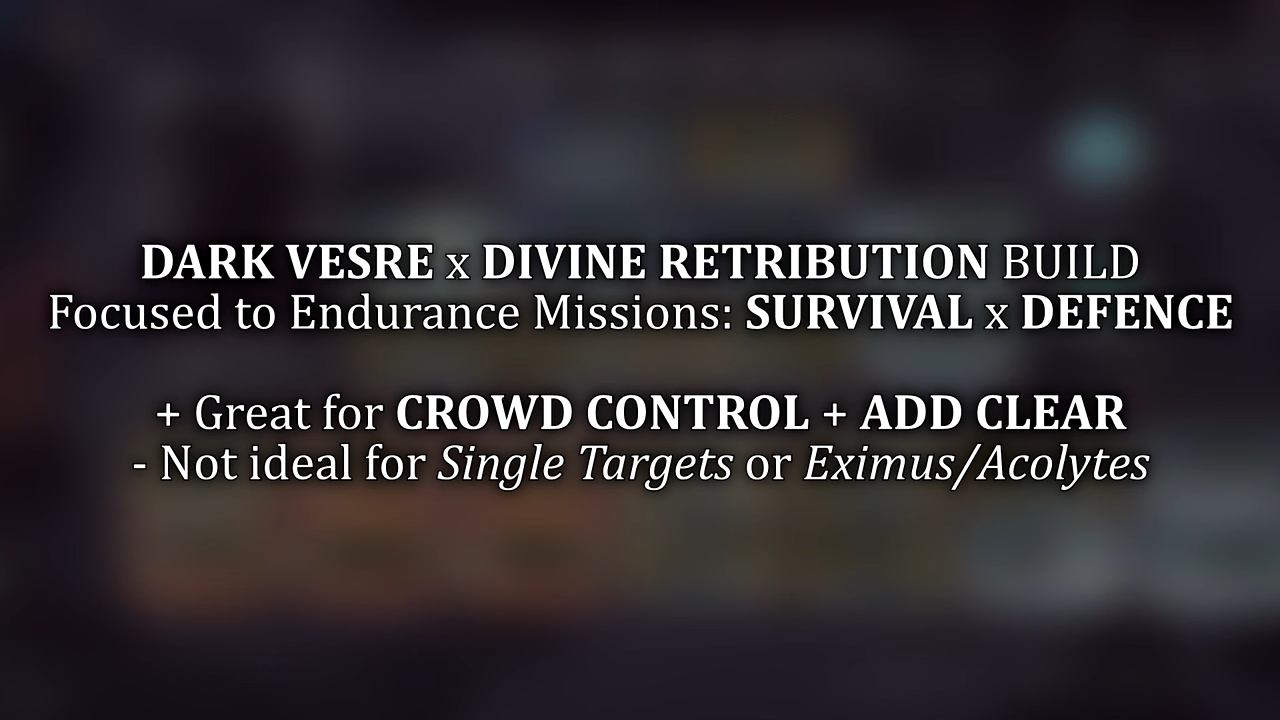 DARK VESRE x DIVINE RETRIBUTION BUILD
Focused to Endurance Missions: SURVIVAL x DEFENCE
+ Great for CROWD CONTROL + ADD CLEAR
- Not ideal for Single Targets or Eximus/Acolytes